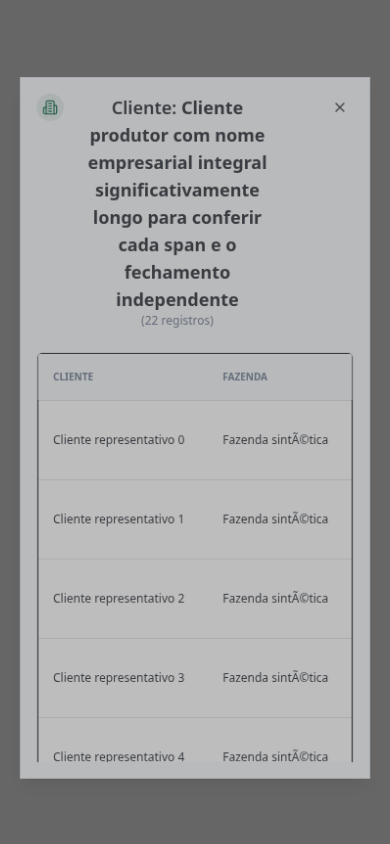 Cliente: Cliente
produtor com nome
empresarial integral
significativamente
longo para conferir
cada span e o
fechamento
independente
(22 registros)
CLIENTE FAZENDA
Cliente representativo 0 Fazenda sintÃ©tica
Cliente representativo 1 Fazenda sintÃ©tica
Cliente representativo 2 Fazenda sintÃ©tica
Cliente representativo 3 Fazenda sintÃ©tica
Cliente representativo 4 Fazenda sintÃ©tica